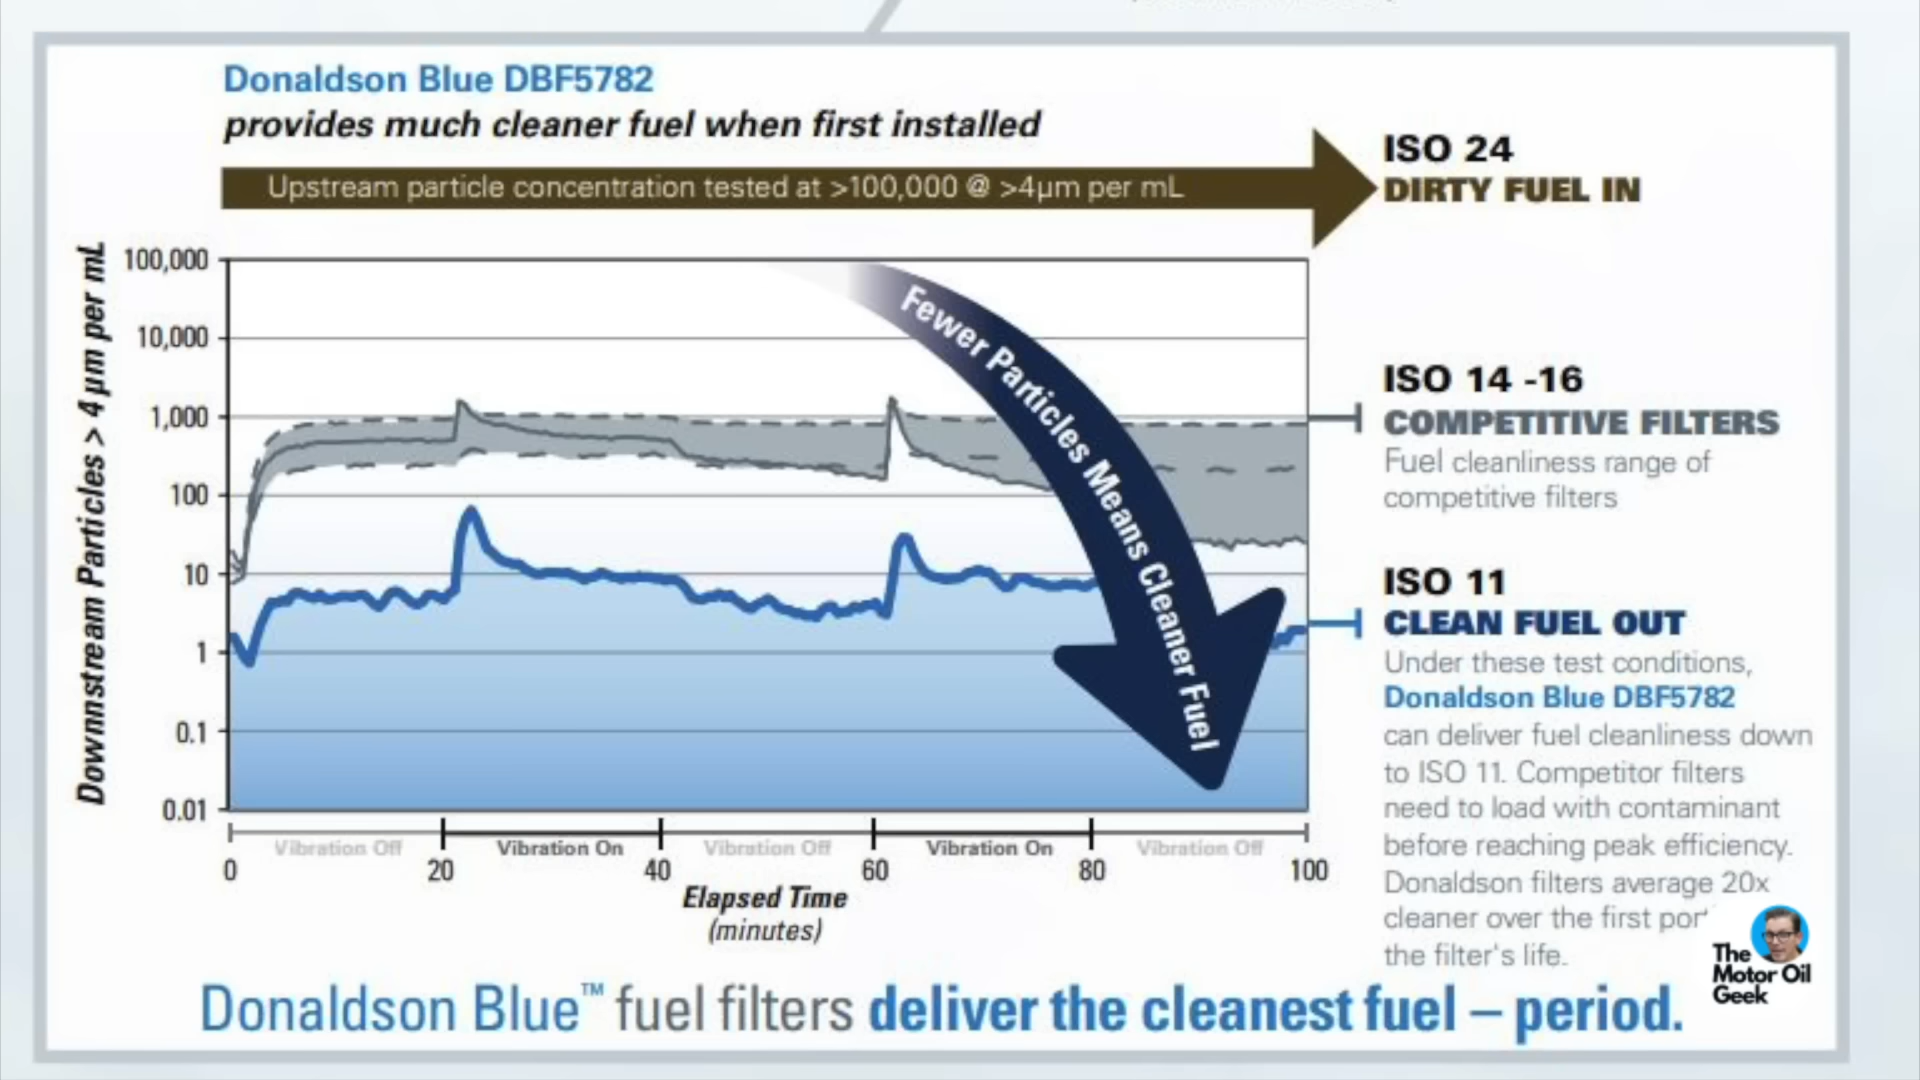 Donaldson Blue DBF5782
provides much cleaner fuel when first installed
Upstream particle concentration tested at >100,000 @ >4µm per mL
ISO 24
DIRTY FUEL IN
Downstream Particles > 4 µm per mL
100,000
10,000
1,000
100
10
1
0.1
0.01
Fewer Particles Means Cleaner Fuel
ISO 14 -16
COMPETITIVE FILTERS
Fuel cleanliness range of
competitive filters
ISO 11
CLEAN FUEL OUT
Under these test conditions,
Donaldson Blue DBF5782
can deliver fuel cleanliness down
to ISO 11. Competitor filters
need to load with contaminant
before reaching peak efficiency.
Donaldson filters average 20x
cleaner over the first
the filter's life.
Vibration Off Vibration On Vibration Off Vibration On Vibration Off
0 20 40 60 80 100
Elapsed Time
(minutes)
The
Motor Oil
Geek
Donaldson Blue™ fuel filters deliver the cleanest fuel – period.